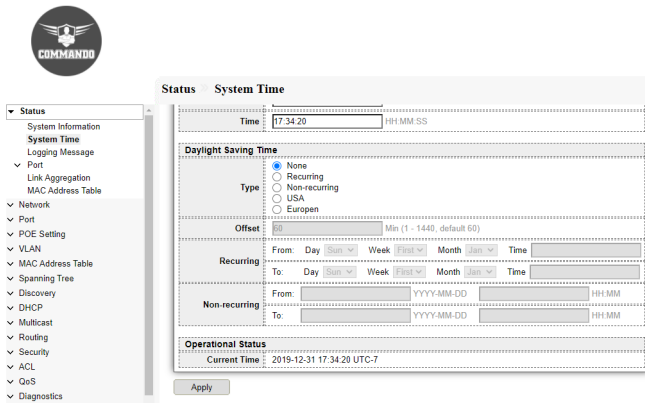 COMMANDO
Status System Time
Status
System Information
System Time
Logging Message
Port
Link Aggregation
MAC Address Table
Network
Port
POE Setting
VLAN
MAC Address Table
Spanning Tree
Discovery
DHCP
Multicast
Routing
Security
ACL
QoS
Diagnostics
Time 17:34:20 HH:MM:SS
Daylight Saving Time
Type
None
Recurring
Non-recurring
USA
Europen
Offset 60 Min (1 - 1440, default 60)
Recurring
From: Day Sun Week First Month Jan Time
To: Day Sun Week First Month Jan Time
Non-recurring
From: YYYY-MM-DD HH:MM
To: YYYY-MM-DD HH:MM
Operational Status
Current Time 2019-12-31 17:34:20 UTC-7
Apply